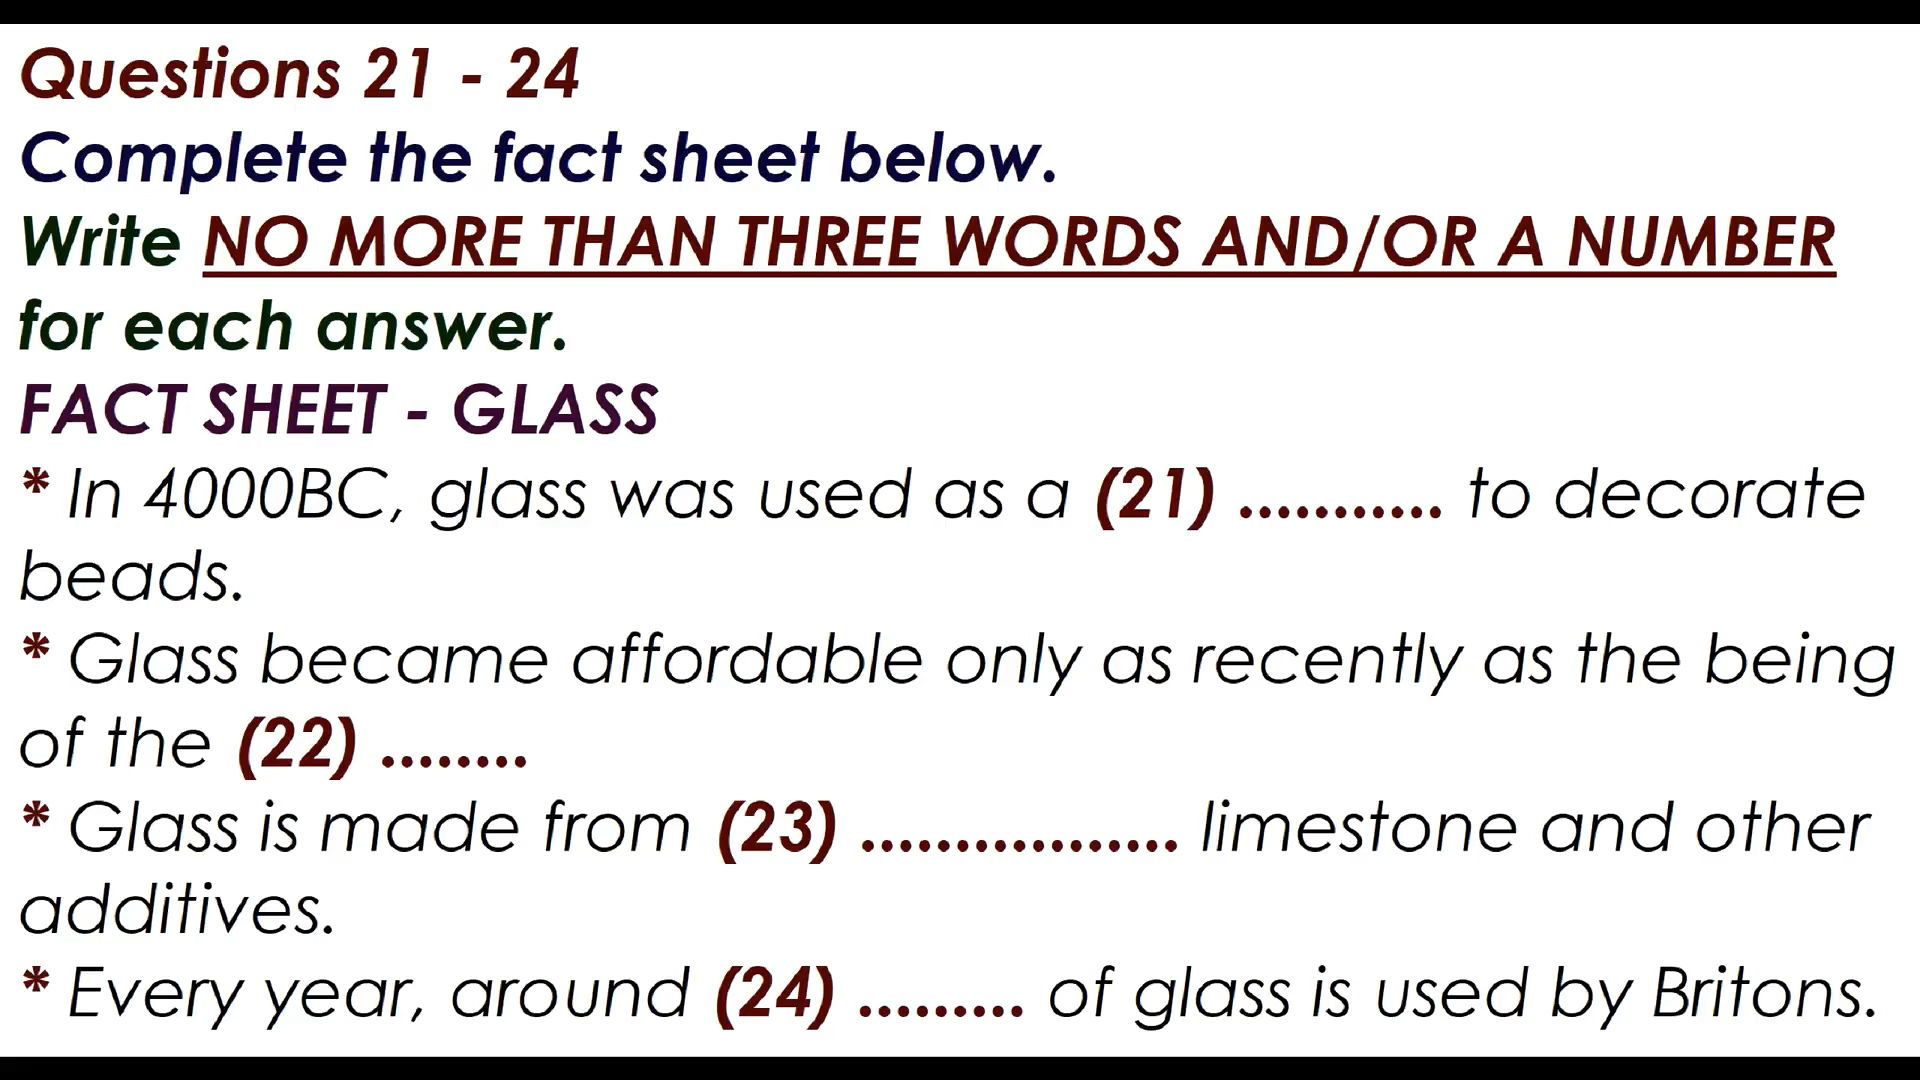 Questions 21 - 24
Complete the fact sheet below.
Write NO MORE THAN THREE WORDS AND/OR A NUMBER
for each answer.
FACT SHEET - GLASS
* In 4000BC, glass was used as a (21) ........... to decorate
beads.
* Glass became affordable only as recently as the being
of the (22) ........
* Glass is made from (23) ................. limestone and other
additives.
* Every year, around (24) ......... of glass is used by Britons.